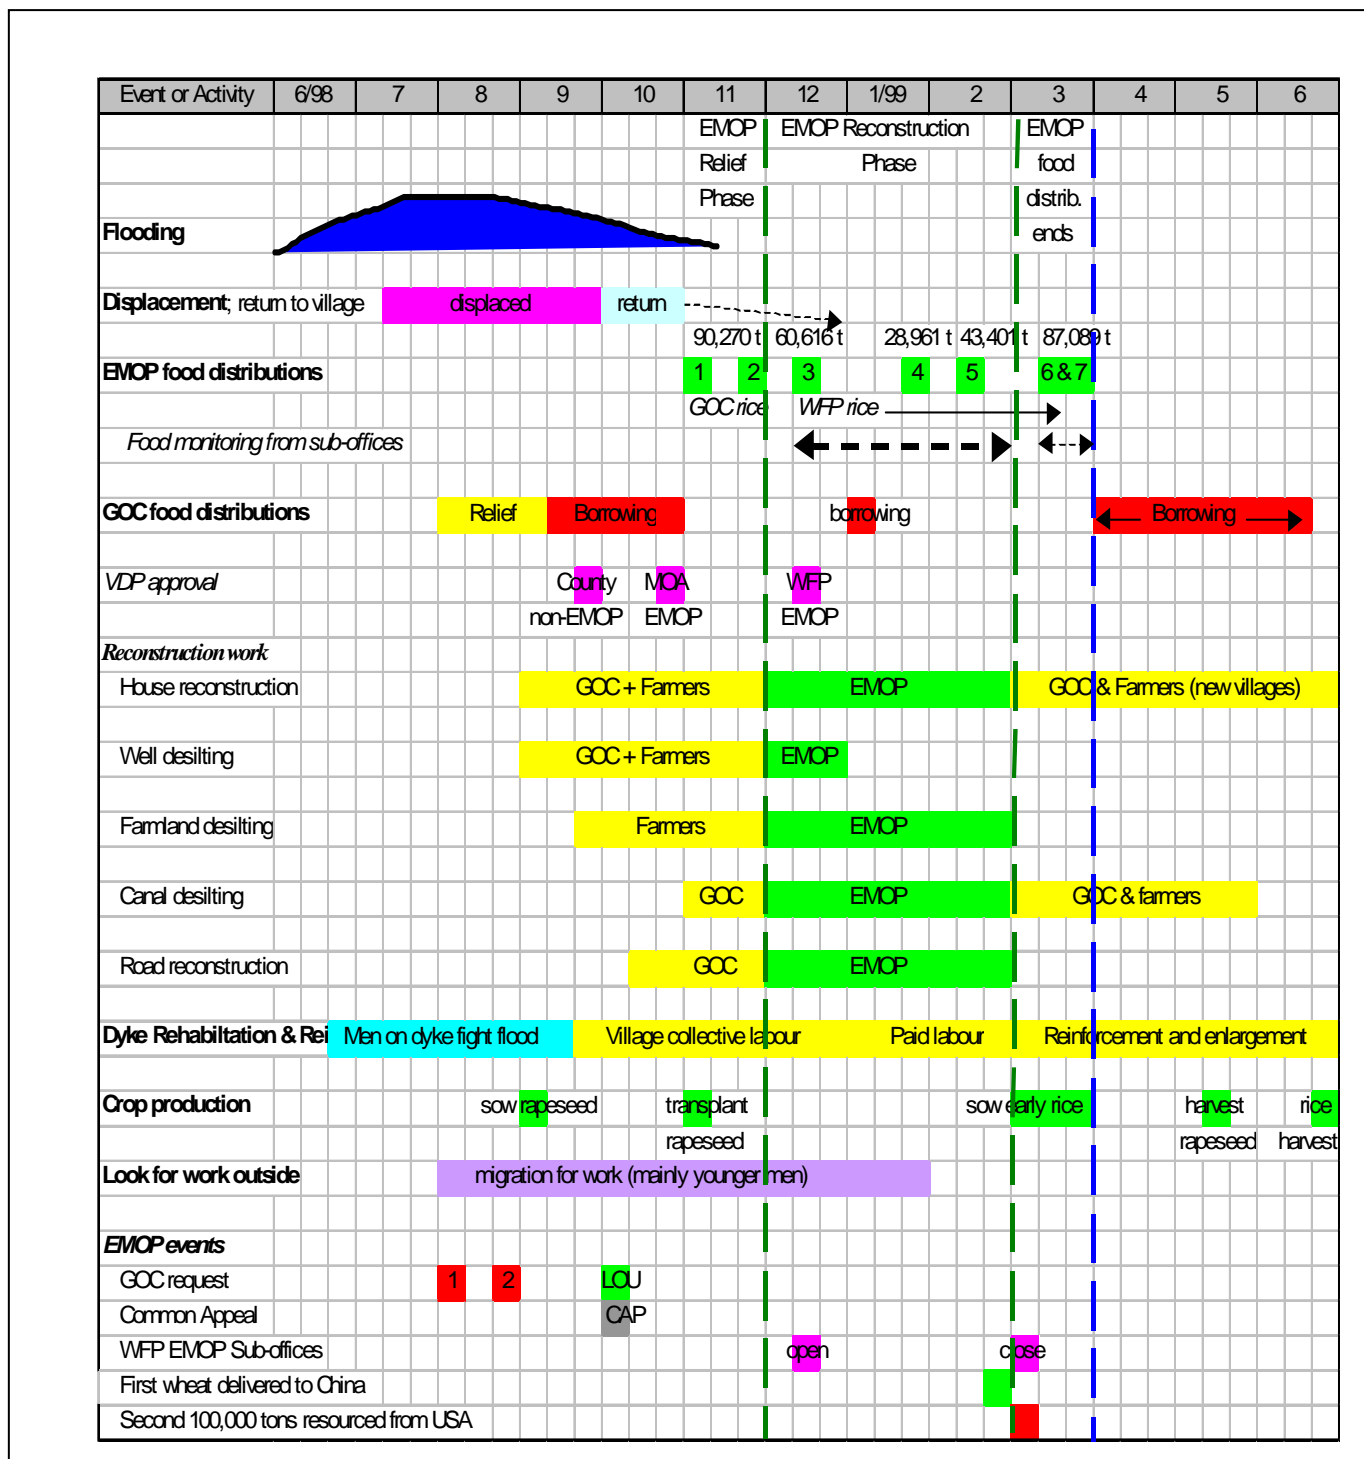 Event or Activity 6/98 7 8 9 10 11 12 1/99 2 3 4 5 6
EMOP EMOP Reconstruction EMOP
Relief Phase food
Phase distrib.
Flooding ends
Displacement; return to village displaced return
90,270 t 60,616 t 28,961 t 43,401 t 87,089 t
EMOP food distributions 1 2 3 4 5 6 & 7
GOC rice WFP rice
Food monitoring from sub-offices
GOC food distributions Relief Borrowing borrowing Borrowing
VDP approval County MOA WFP
non-EMOP EMOP EMOP
Reconstruction work
House reconstruction GOC + Farmers EMOP GOC & Farmers (new villages)
Well desilting GOC + Farmers EMOP
Farmland desilting Farmers EMOP
Canal desilting GOC EMOP GOC & farmers
Road reconstruction GOC EMOP
Dyke Rehabiltation & Rei Men on dyke fight flood Village collective labour Paid labour Reinforcement and enlargement
Crop production sow rapeseed transplant sow early rice harvest rice
rapeseed rapeseed harvest
Look for work outside migration for work (mainly younger men)
EMOP events
GOC request 1 2 LOU
Common Appeal CAP
WFP EMOP Sub-offices open close
First wheat delivered to China
Second 100,000 tons resourced from USA